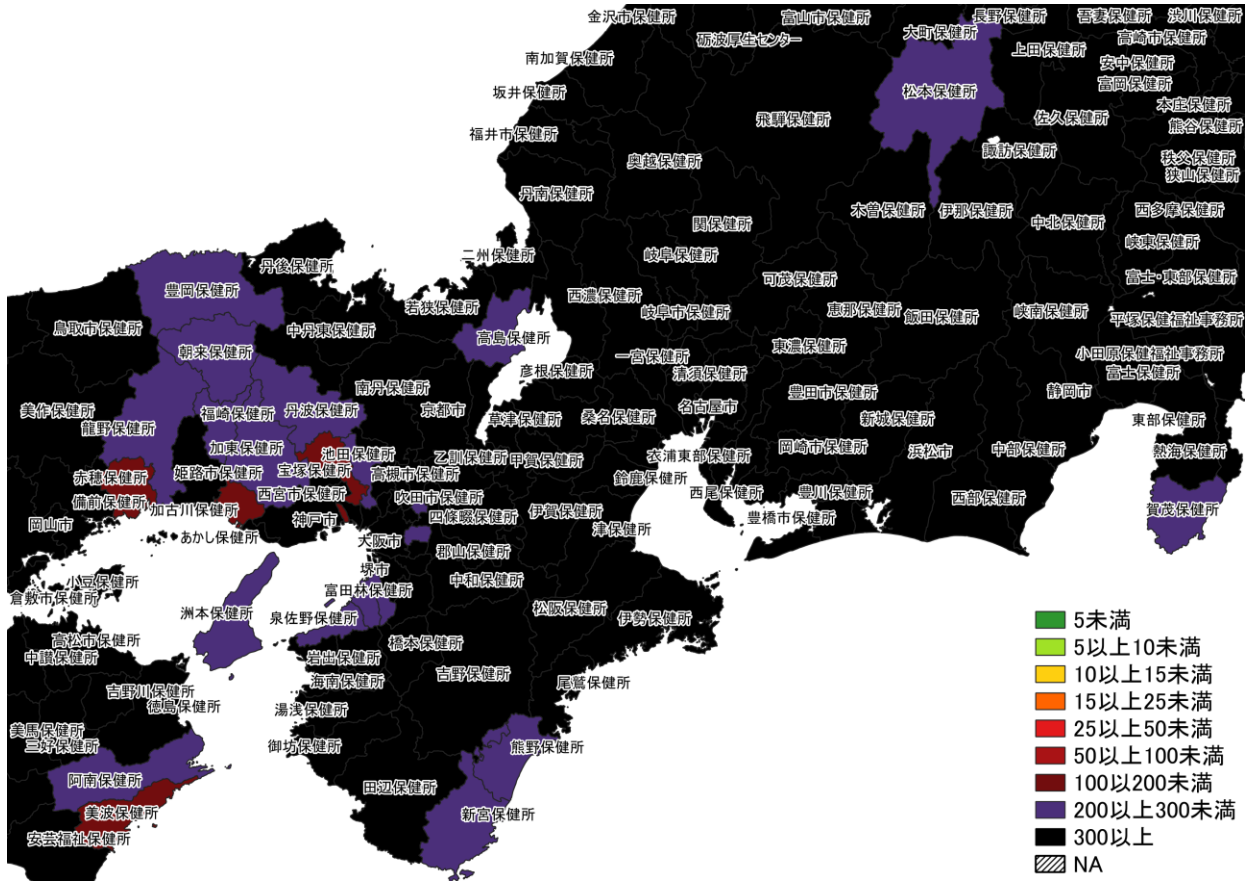 金沢市保健所
富山市保健所
長野保健所
吾妻保健所
渋川保健所
砺波厚生センター
大町保健所
上田保健所
高崎市保健所
南加賀保健所
安中保健所
富岡保健所
坂井保健所
松本保健所
本庄保健所
飛騨保健所
佐久保健所
熊谷保健所
福井市保健所
諏訪保健所
奥越保健所
秩父保健所
狭山保健所
丹南保健所
木曽保健所
伊那保健所
中北保健所
西多摩保健所
関保健所
峡東保健所
二州保健所
岐阜保健所
丹後保健所
可茂保健所
富士・東部保健所
豊岡保健所
西濃保健所
若狭保健所
岐阜市保健所
恵那保健所
飯田保健所
峡南保健所
平塚保健福祉事務所
鳥取市保健所
中丹東保健所
高島保健所
朝来保健所
東濃保健所
一宮保健所
小田原保健福祉事務所
彦根保健所
清須保健所
富士保健所
南丹保健所
豊田市保健所
静岡市
美作保健所
福崎保健所
丹波保健所
京都市
名古屋市
龍野保健所
草津保健所
桑名保健所
新城保健所
東部保健所
加東保健所
池田保健所
乙訓保健所
甲賀保健所
衣浦東部保健所
岡崎市保健所
浜松市
中部保健所
熱海保健所
赤穂保健所
姫路市保健所
宝塚保健所
高槻市保健所
鈴鹿保健所
備前保健所
西宮市保健所
吹田市保健所
西尾保健所
豊川保健所
西部保健所
加古川保健所
神戸市
四條畷保健所
伊賀保健所
豊橋市保健所
賀茂保健所
岡山市
あかし保健所
大阪市
津保健所
郡山保健所
堺市
小豆保健所
中和保健所
倉敷市保健所
富田林保健所
洲本保健所
泉佐野保健所
松阪保健所
伊勢保健所
高松市保健所
橋本保健所
中讃保健所
岩出保健所
吉野保健所
海南保健所
尾鷲保健所
吉野川保健所
徳島保健所
湯浅保健所
美馬保健所
三好保健所
御坊保健所
熊野保健所
阿南保健所
田辺保健所
美波保健所
新宮保健所
安芸福祉保健所
5未満
5以上10未満
10以上15未満
15以上25未満
25以上50未満
50以上100未満
100以200未満
200以上300未満
300以上
NA